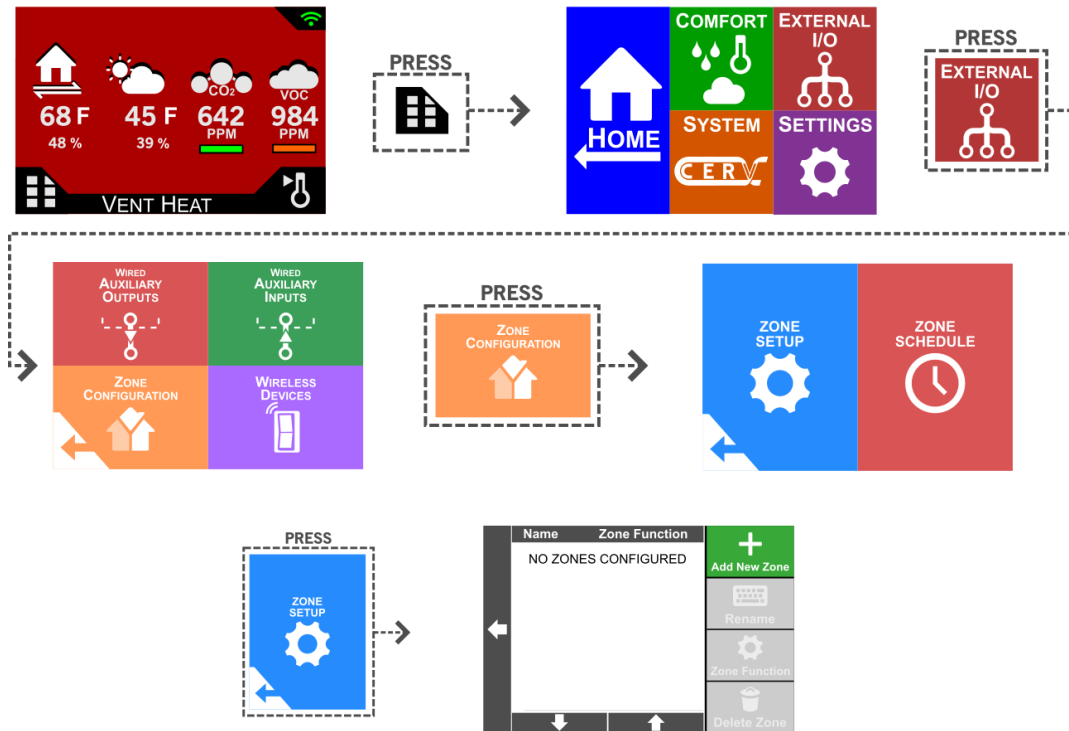 68 F
48 %
45 F
39 %
CO₂
642
PPM
VOC
984
PPM
VENT HEAT
PRESS
HOME
COMFORT
EXTERNAL
I/O
SYSTEM
CERV
SETTINGS
PRESS
EXTERNAL
I/O
WIRED
AUXILIARY
OUTPUTS
WIRED
AUXILIARY
INPUTS
ZONE
CONFIGURATION
WIRELESS
DEVICES
PRESS
ZONE
CONFIGURATION
ZONE
SETUP
ZONE
SCHEDULE
PRESS
ZONE
SETUP
Name Zone Function
NO ZONES CONFIGURED
Add New Zone
Rename
Zone Function
Delete Zone